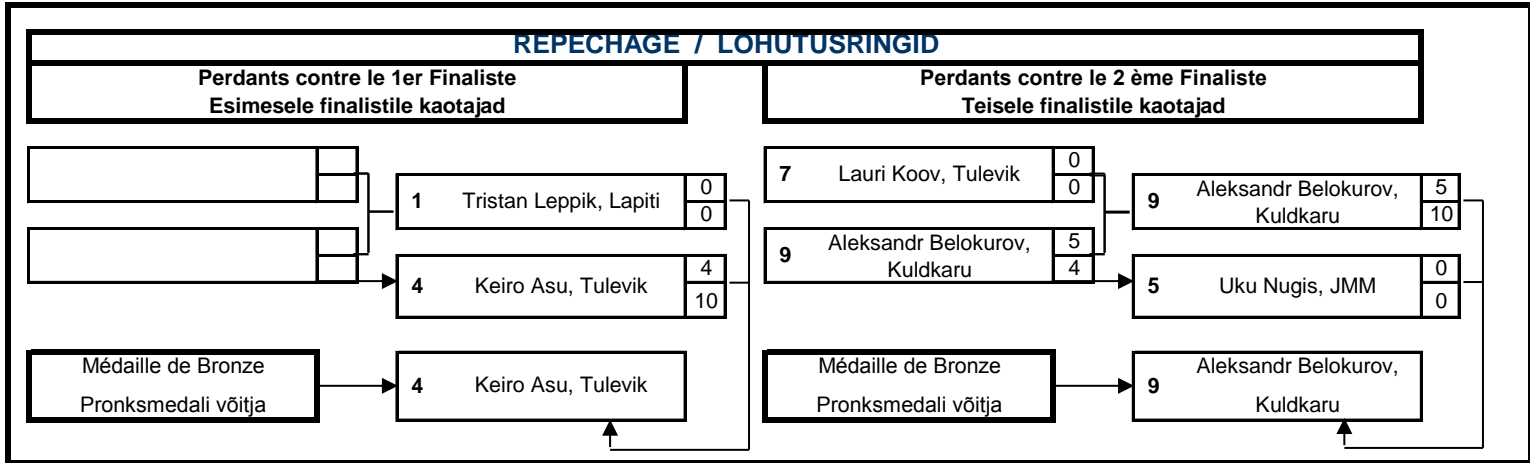 REPECHAGE / LOHUTUSRINGID
Perdants contre le 1er Finaliste
Esimesele finalistile kaotajad
Perdants contre le 2 ème Finaliste
Teisele finalistile kaotajad
1 Tristan Leppik, Lapiti 0
0
4 Keiro Asu, Tulevik 4
10
Médaille de Bronze
Pronksmedali võitja
4 Keiro Asu, Tulevik
7 Lauri Koov, Tulevik 0
0
9 Aleksandr Belokurov, 5
Kuldkaru 4
9 Aleksandr Belokurov, 5
Kuldkaru 10
5 Uku Nugis, JMM 0
0
Médaille de Bronze
Pronksmedali võitja
9 Aleksandr Belokurov,
Kuldkaru